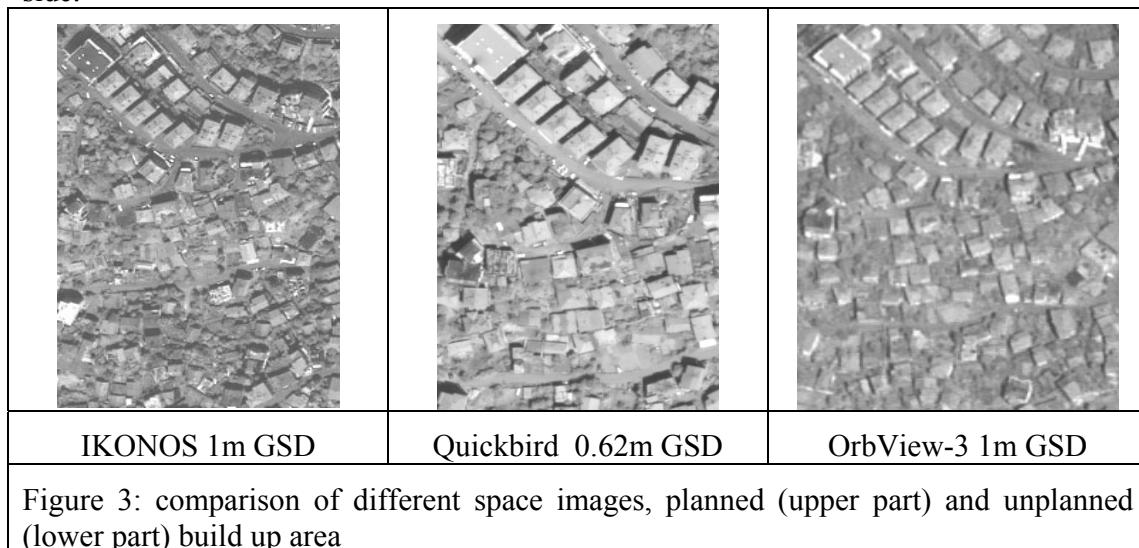 IKONOS 1m GSD
Quickbird 0.62m GSD
OrbView-3 1m GSD
Figure 3: comparison of different space images, planned (upper part) and unplanned
(lower part) build up area